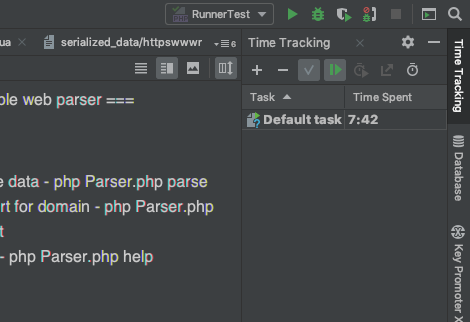 RunnerTest
ua
serialized_data/httpswwwr
6
Time Tracking
ple web parser ===
Task
Time Spent
Default task
7:42
e data - php Parser.php parse
rt for domain - php Parser.php
t
- php Parser.php help
Time Tracking
Database
Key Promoter X